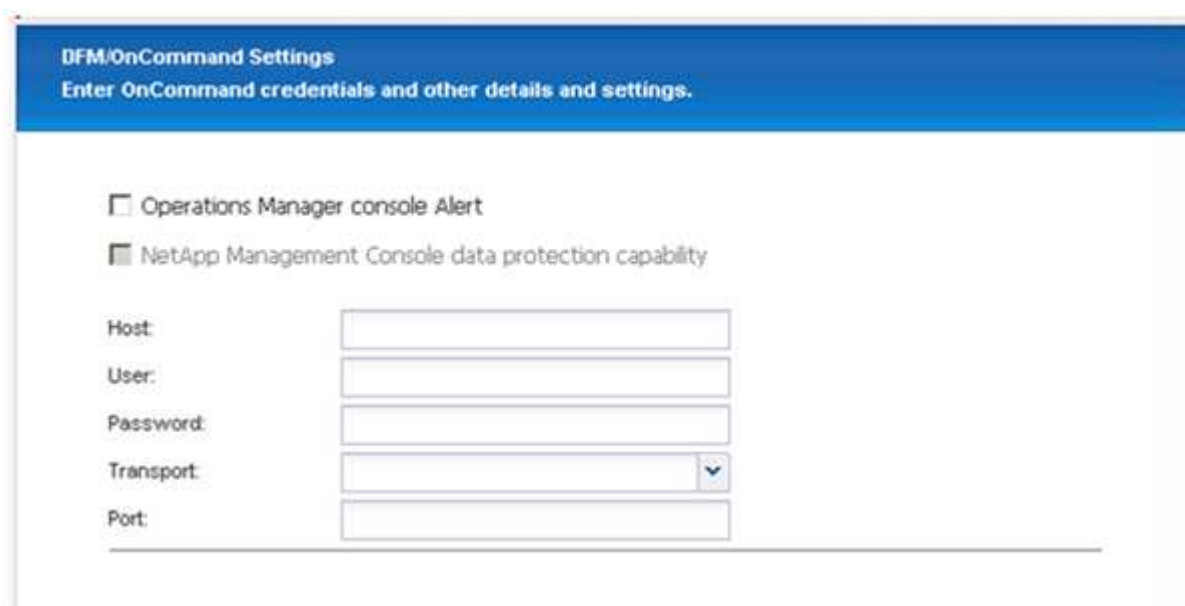 DFM/OnCommand Settings
Enter OnCommand credentials and other details and settings.
Operations Manager console Alert
NetApp Management Console data protection capability
Host:
User:
Password:
Transport:
Port: